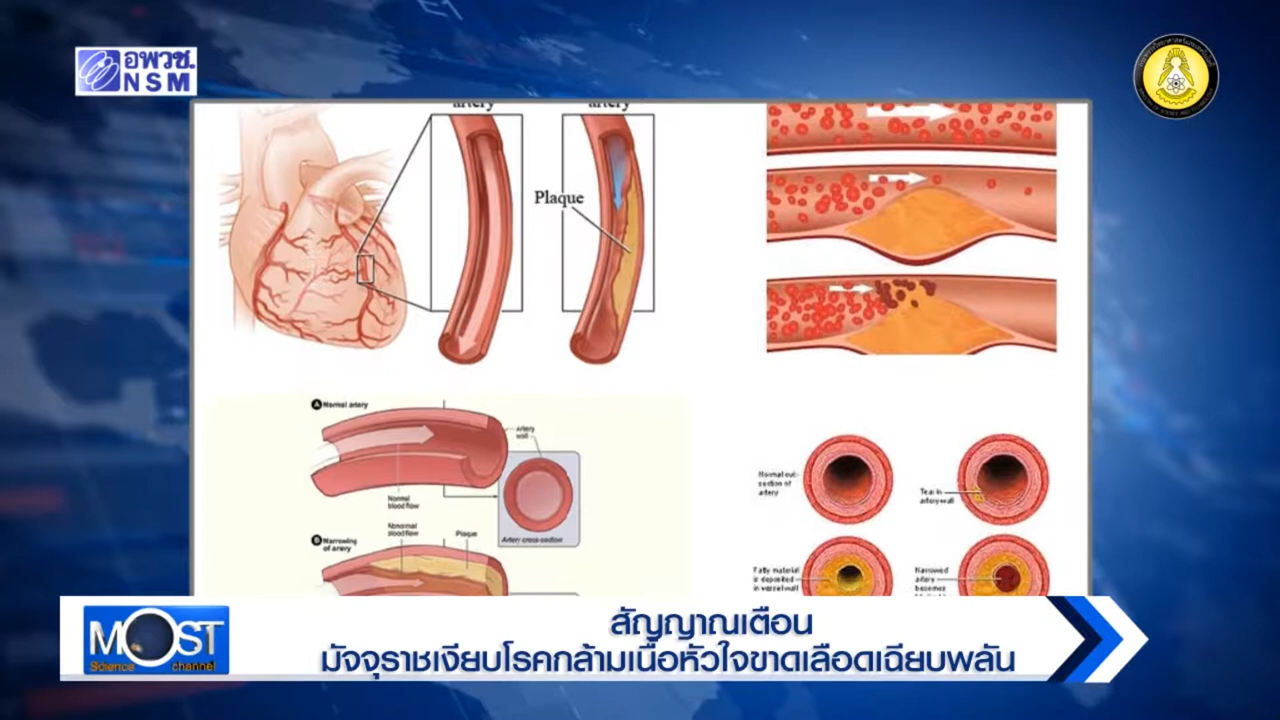 อพวช.
NSM
artery
artery
Plaque
A Normal artery
Artery
wall
Normal
blood flow
Artery cross-section
Abnormal
blood flow
Plaque
B Narrowing
of artery
artery
Tear in
artery wall
Fatty material
is deposited
in vessel wall
Narrowed
artery
becomes
MOST
Science channel
สัญญาณเตือน
มัจจุราชเงียบโรคกล้ามเนื้อหัวใจขาดเลือดเฉียบพลัน